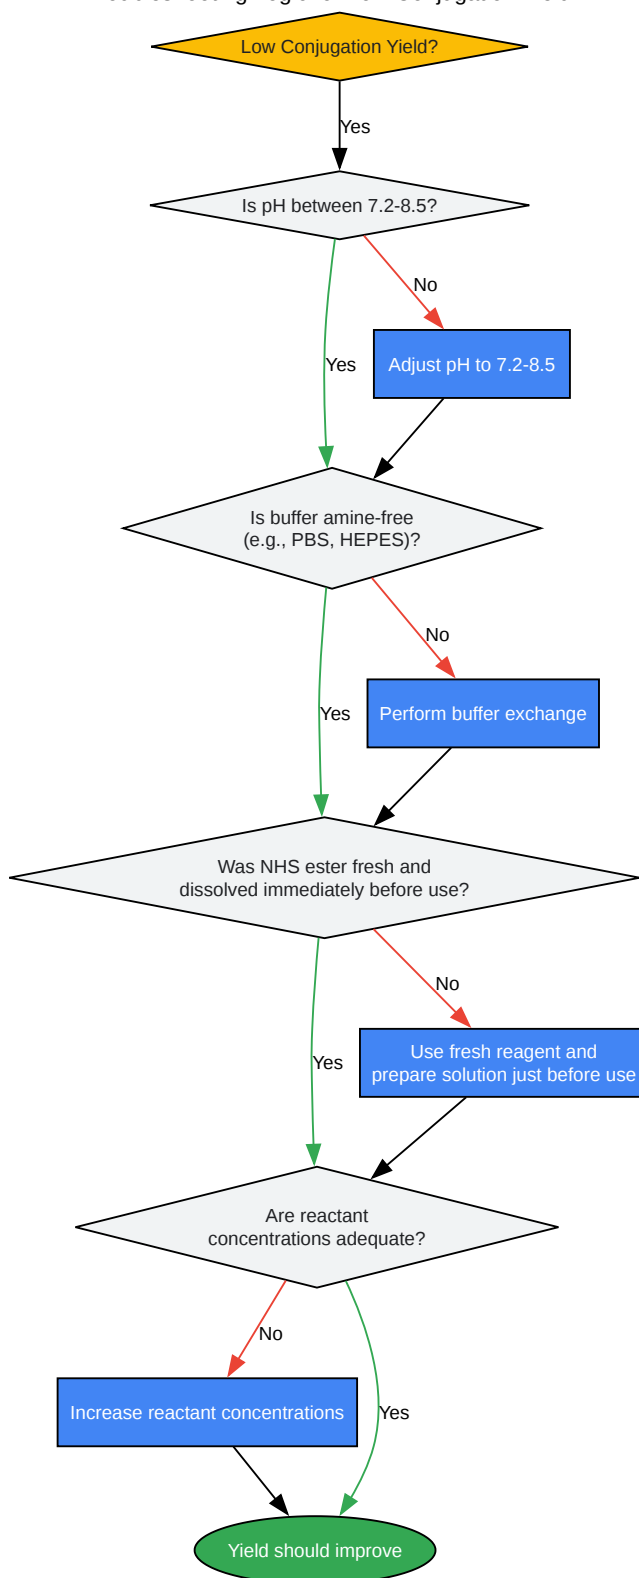 Low Conjugation Yield?
Yes
Is pH between 7.2-8.5?
No
Yes
Adjust pH to 7.2-8.5
Is buffer amine-free
(e.g., PBS, HEPES)?
No
Yes
Perform buffer exchange
Was NHS ester fresh and
dissolved immediately before use?
No
Yes
Use fresh reagent and
prepare solution just before use
Are reactant
concentrations adequate?
No
Yes
Increase reactant concentrations
Yield should improve